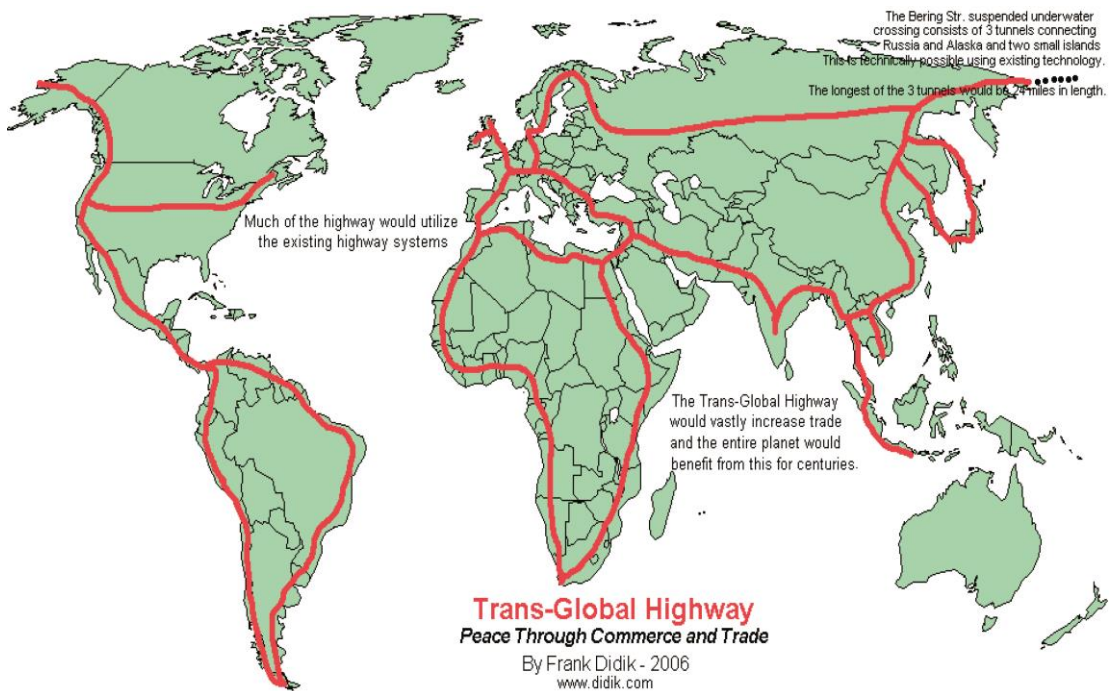 The Bering Str. suspended underwater
crossing consists of 3 tunnels connecting
Russia and Alaska and two small islands
This is technically possible using existing technology.
The longest of the 3 tunnels would be 24 miles in length.
Much of the highway would utilize
the existing highway systems
The Trans-Global Highway
would vastly increase trade
and the entire planet would
benefit from this for centuries.
Trans-Global Highway
Peace Through Commerce and Trade
By Frank Didik - 2006
www.didik.com